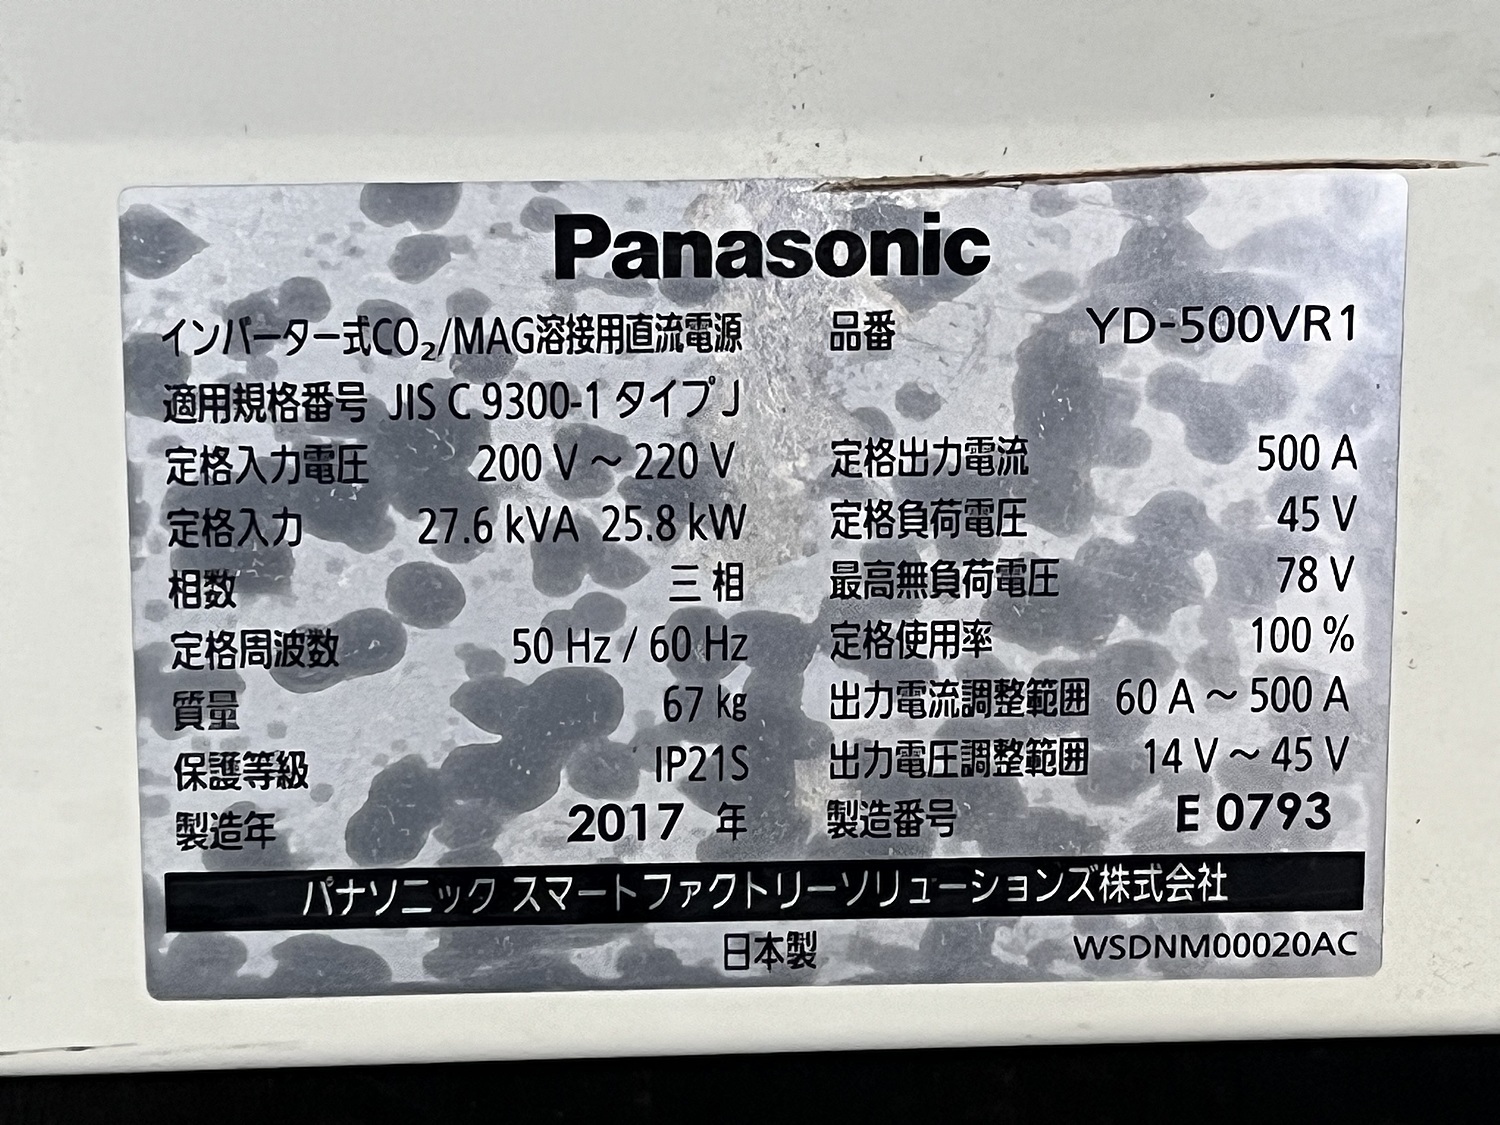 Panasonic
インバーター式CO₂/MAG溶接用直流電源 品番 YD-500VR1
適用規格番号 JIS C 9300-1 タイプJ
定格入力電圧 200 V ～ 220 V 定格出力電流 500 A
定格入力 27.6 kVA 25.8 kW 定格負荷電圧 45 V
相数 三相 最高無負荷電圧 78 V
定格周波数 50 Hz / 60 Hz 定格使用率 100 %
質量 67 kg 出力電流調整範囲 60 A ～ 500 A
保護等級 IP21S 出力電圧調整範囲 14 V ～ 45 V
製造年 2017 年 製造番号 E 0793
パナソニック スマートファクトリーソリューションズ株式会社
日本製 WSDNM00020AC